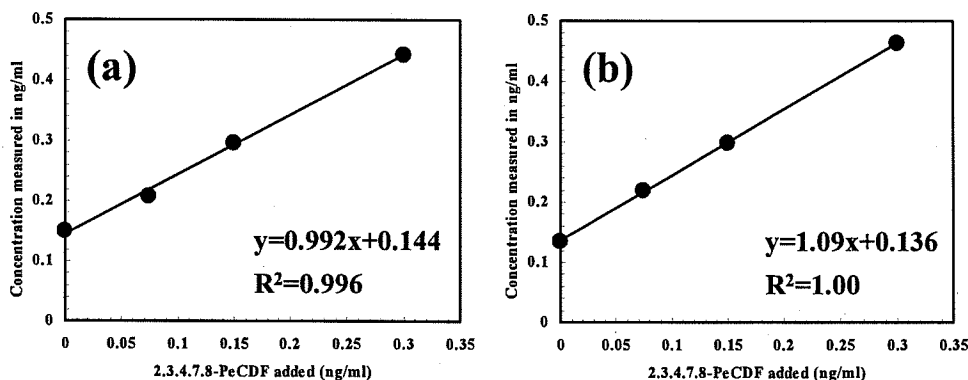 (a)
Concentration measured in ng/ml
0.5
0.4
0.3
0.2
0.1
0
y=0.992x+0.144
R²=0.996
0 0.05 0.1 0.15 0.2 0.25 0.3 0.35
2,3,4,7,8-PeCDF added (ng/ml)
(b)
Concentration measured in ng/ml
0.5
0.4
0.3
0.2
0.1
0
y=1.09x+0.136
R²=1.00
0 0.05 0.1 0.15 0.2 0.25 0.3 0.35
2,3,4,7,8-PeCDF added (ng/ml)